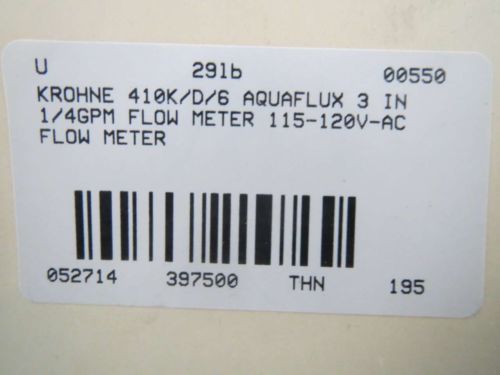 U 29lb 00550
KROHNE 410K/D/6 AQUAFLUX 3 IN
1/4GPM FLOW METER 115-120V-AC
FLOW METER
052714 397500 THN 195